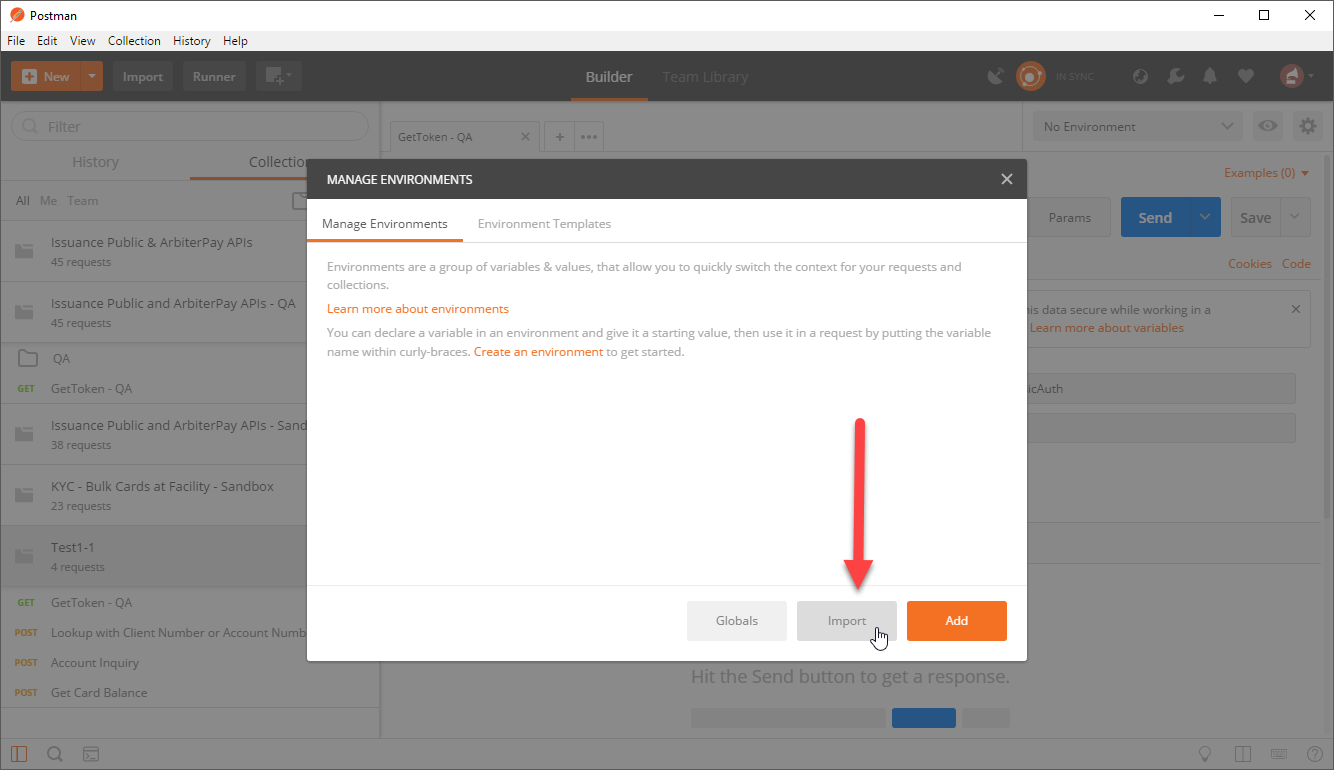 Postman
File Edit View Collection History Help
New Import Runner Builder Team Library IN SYNC
Filter
GetToken - QA
No Environment
History Collection
MANAGE ENVIRONMENTS
Examples (0)
All Me Team
Manage Environments Environment Templates
Params Send Save
Issuance Public & ArbiterPay APIs
45 requests
Environments are a group of variables & values, that allow you to quickly switch the context for your requests and
collections.
Cookies Code
Learn more about environments
Issuance Public and ArbiterPay APIs - QA
45 requests
his data secure while working in a
Learn more about variables
You can declare a variable in an environment and give it a starting value, then use it in a request by putting the variable
name within curly-braces. Create an environment to get started.
QA
GET GetToken - QA
icAuth
Issuance Public and ArbiterPay APIs - Sand
38 requests
KYC - Bulk Cards at Facility - Sandbox
23 requests
Test1-1
4 requests
GET GetToken - QA
POST Lookup with Client Number or Account Numb
POST Account Inquiry
POST Get Card Balance
Globals Import Add
Hit the Send button to get a response.